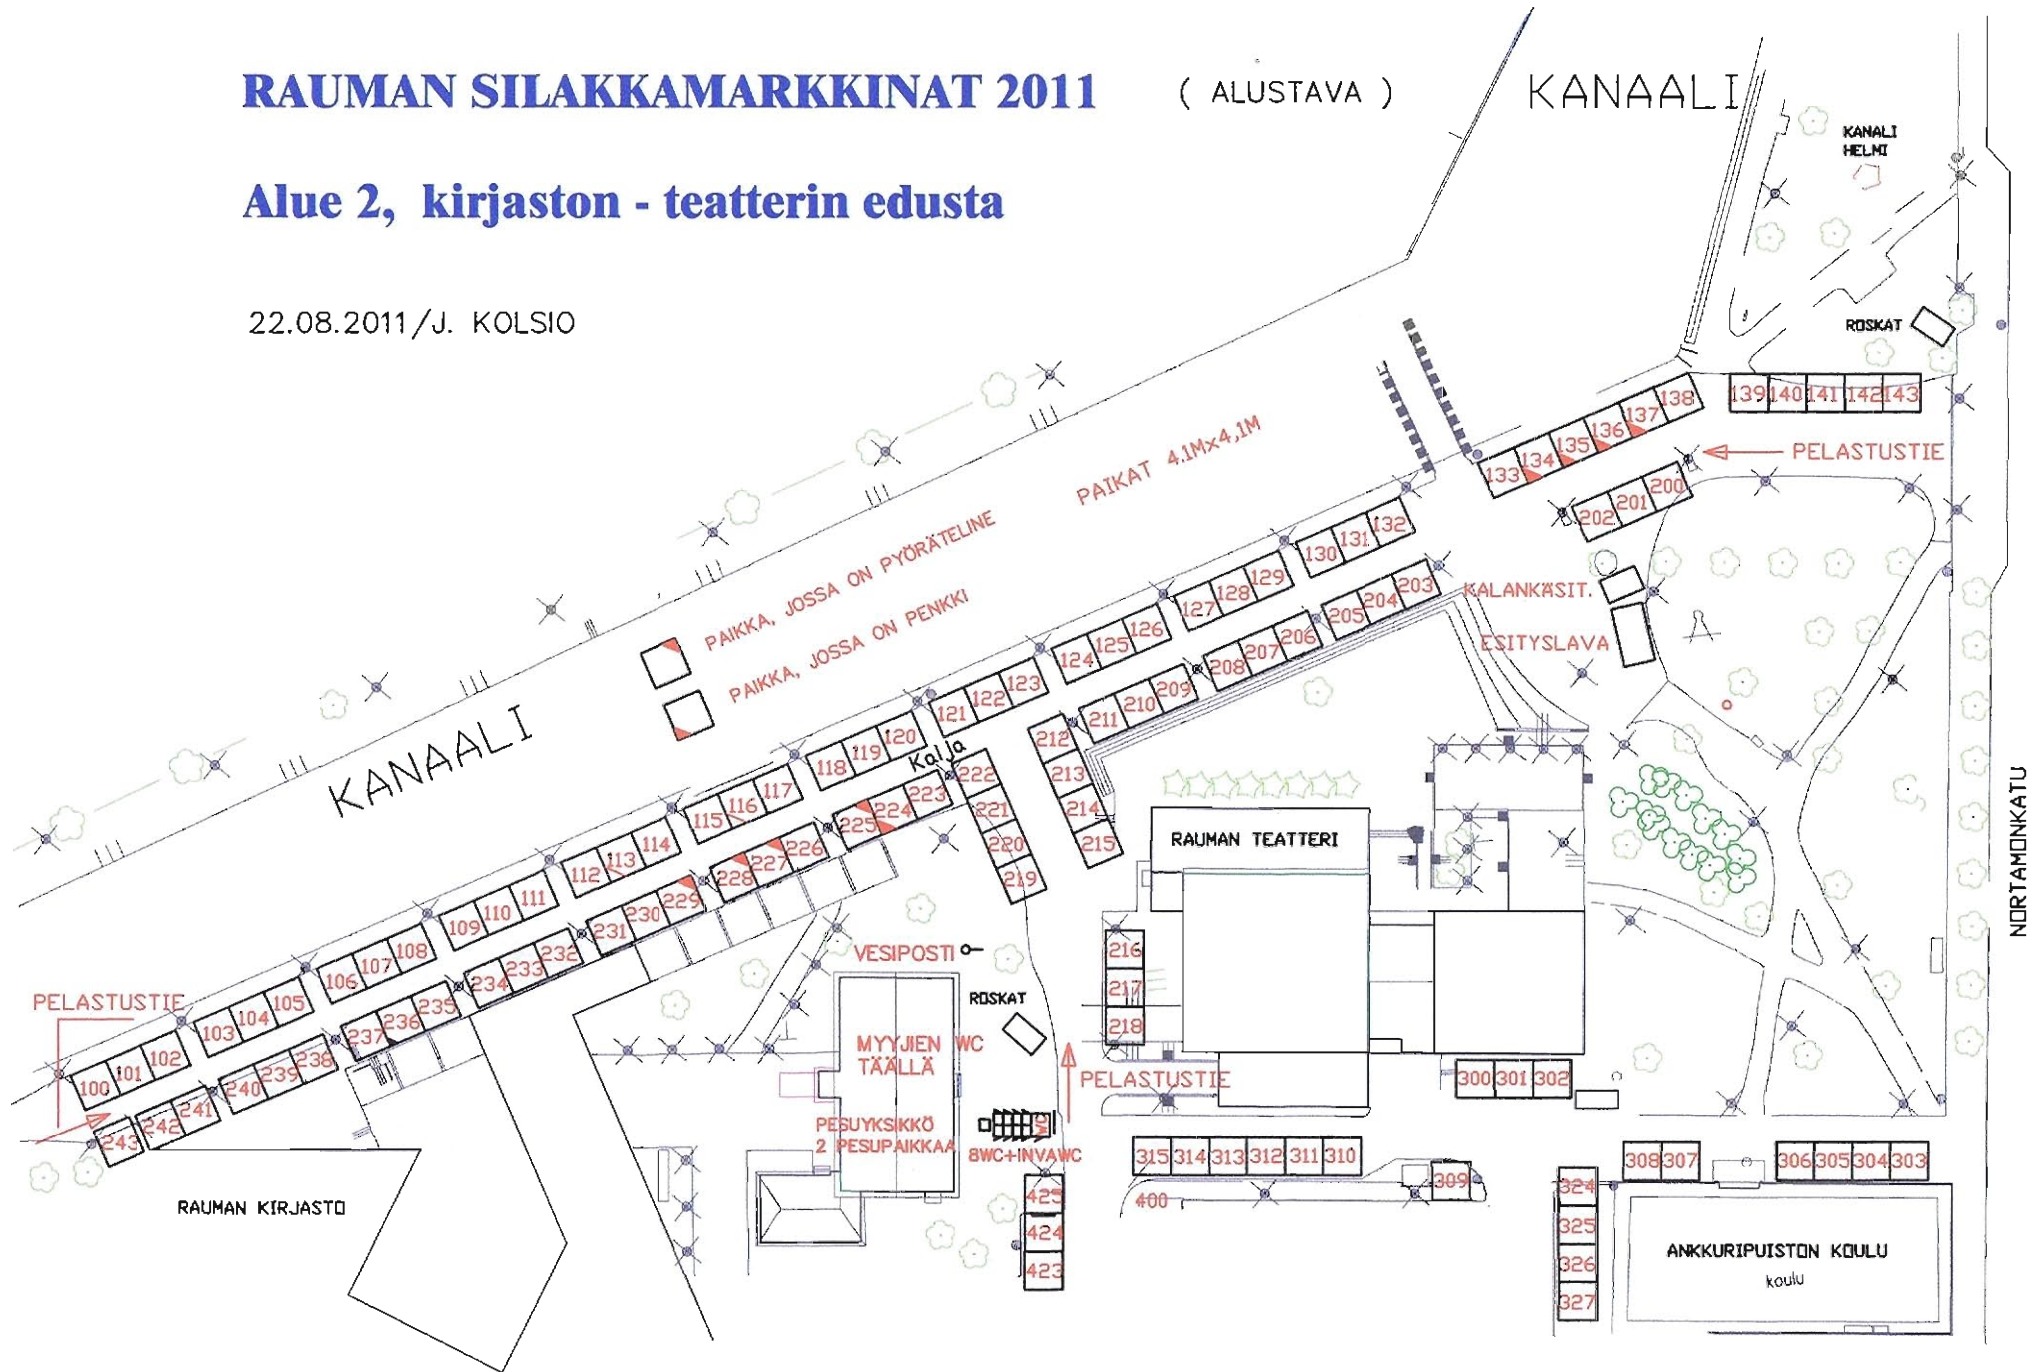 RAUMAN SILAKKAMARKKINAT 2011
( ALUSTAVA )
KANAALI
KANALI
HELMI
Alue 2, kirjaston - teatterin edusta
22.08.2011/J. KOLSIO
ROSKAT
139 140 141 142 143
133 134 135 136 137 138
PELASTUSTIE
PAIKAT 4.1M×4,1M
202 201 200
PAIKKA, JOSSA ON PYÖRÄTELINE
PAIKKA, JOSSA ON PENKKI
KANAALI
130 131 132
127 128 129
124 125 126
121 122 123
118 119 120
115 116 117
112 113 114
109 110 111
106 107 108
103 104 105
100 101 102
KALANKÄSIT.
ESITYSLAVA
205 204 203
208 207 206
211 210 209
212
213
214
215
Kalja
222
221
220
219
225 224 223
228 227 226
231 230 229
234 233 232
237 236 235
240 239 238
243 242 241
PELASTUSTIE
RAUMAN TEATTERI
NORTAMONKATU
216
217
218
VESIPOSTI
ROSKAT
MYYJIEN WC
TÄÄLLÄ
PELASTUSTIE
PESUYKSIKKÖ
2 PESUPAIKKAA
WC
8WC+INVAWC
300 301 302
315 314 313 312 311 310
309
400
308 307
306 305 304 303
425
424
423
324
325
326
327
RAUMAN KIRJASTO
ANKKURIPUISTON KOULU
koulu